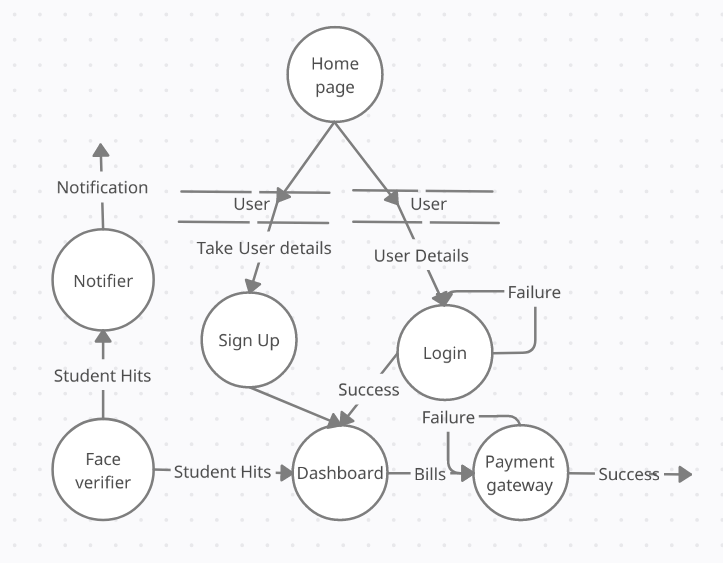 Home
page
Notification
User
User
Take User details
User Details
Notifier
Failure
Sign Up
Login
Student Hits
Success
Failure
Face
verifier
Student Hits
Dashboard
Bills
Payment
gateway
Success